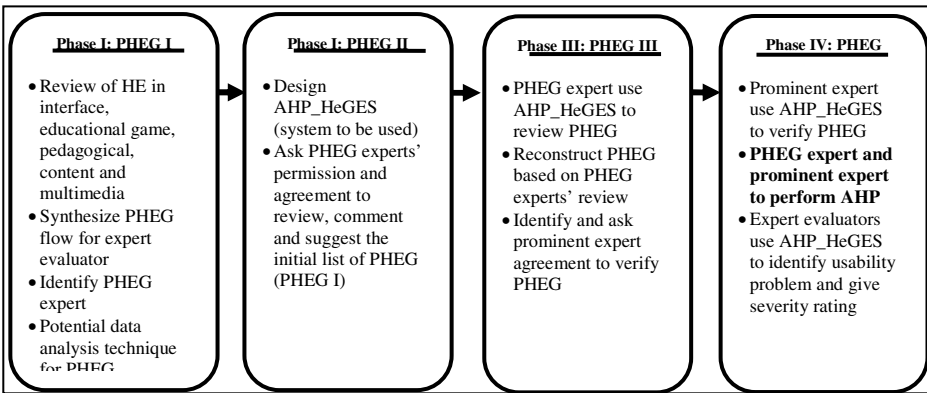 Phase I: PHEG I
• Review of HE in
interface,
educational game,
pedagogical,
content and
multimedia
• Synthesize PHEG
flow for expert
evaluator
• Identify PHEG
expert
• Potential data
analysis technique
for PHEG
Phase I: PHEG II
• Design
AHP_HeGES
(system to be used)
• Ask PHEG experts'
permission and
agreement to
review, comment
and suggest the
initial list of PHEG
(PHEG I)
Phase III: PHEG III
• PHEG expert use
AHP_HeGES to
review PHEG
• Reconstruct PHEG
based on PHEG
experts' review
• Identify and ask
prominent expert
agreement to verify
PHEG
Phase IV: PHEG
• Prominent expert
use AHP_HeGES
to verify PHEG
• PHEG expert and
prominent expert
to perform AHP
• Expert evaluators
use AHP_HeGES
to identify usability
problem and give
severity rating